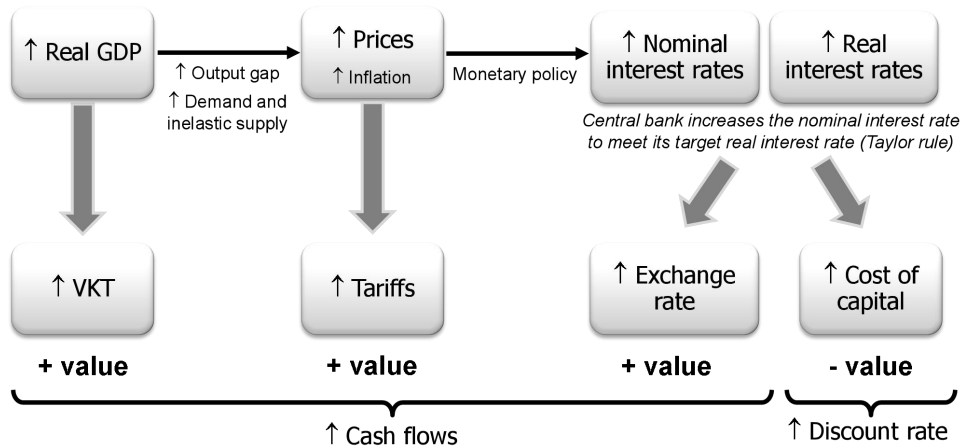 ↑ Real GDP
↑ Output gap
↑ Demand and
inelastic supply
↑ Prices
↑ Inflation
Monetary policy
↑ Nominal
interest rates
↑ Real
interest rates
Central bank increases the nominal interest rate
to meet its target real interest rate (Taylor rule)
↑ VKT
↑ Tariffs
↑ Exchange
rate
↑ Cost of
capital
+ value
+ value
+ value
- value
↑ Cash flows
↑ Discount rate